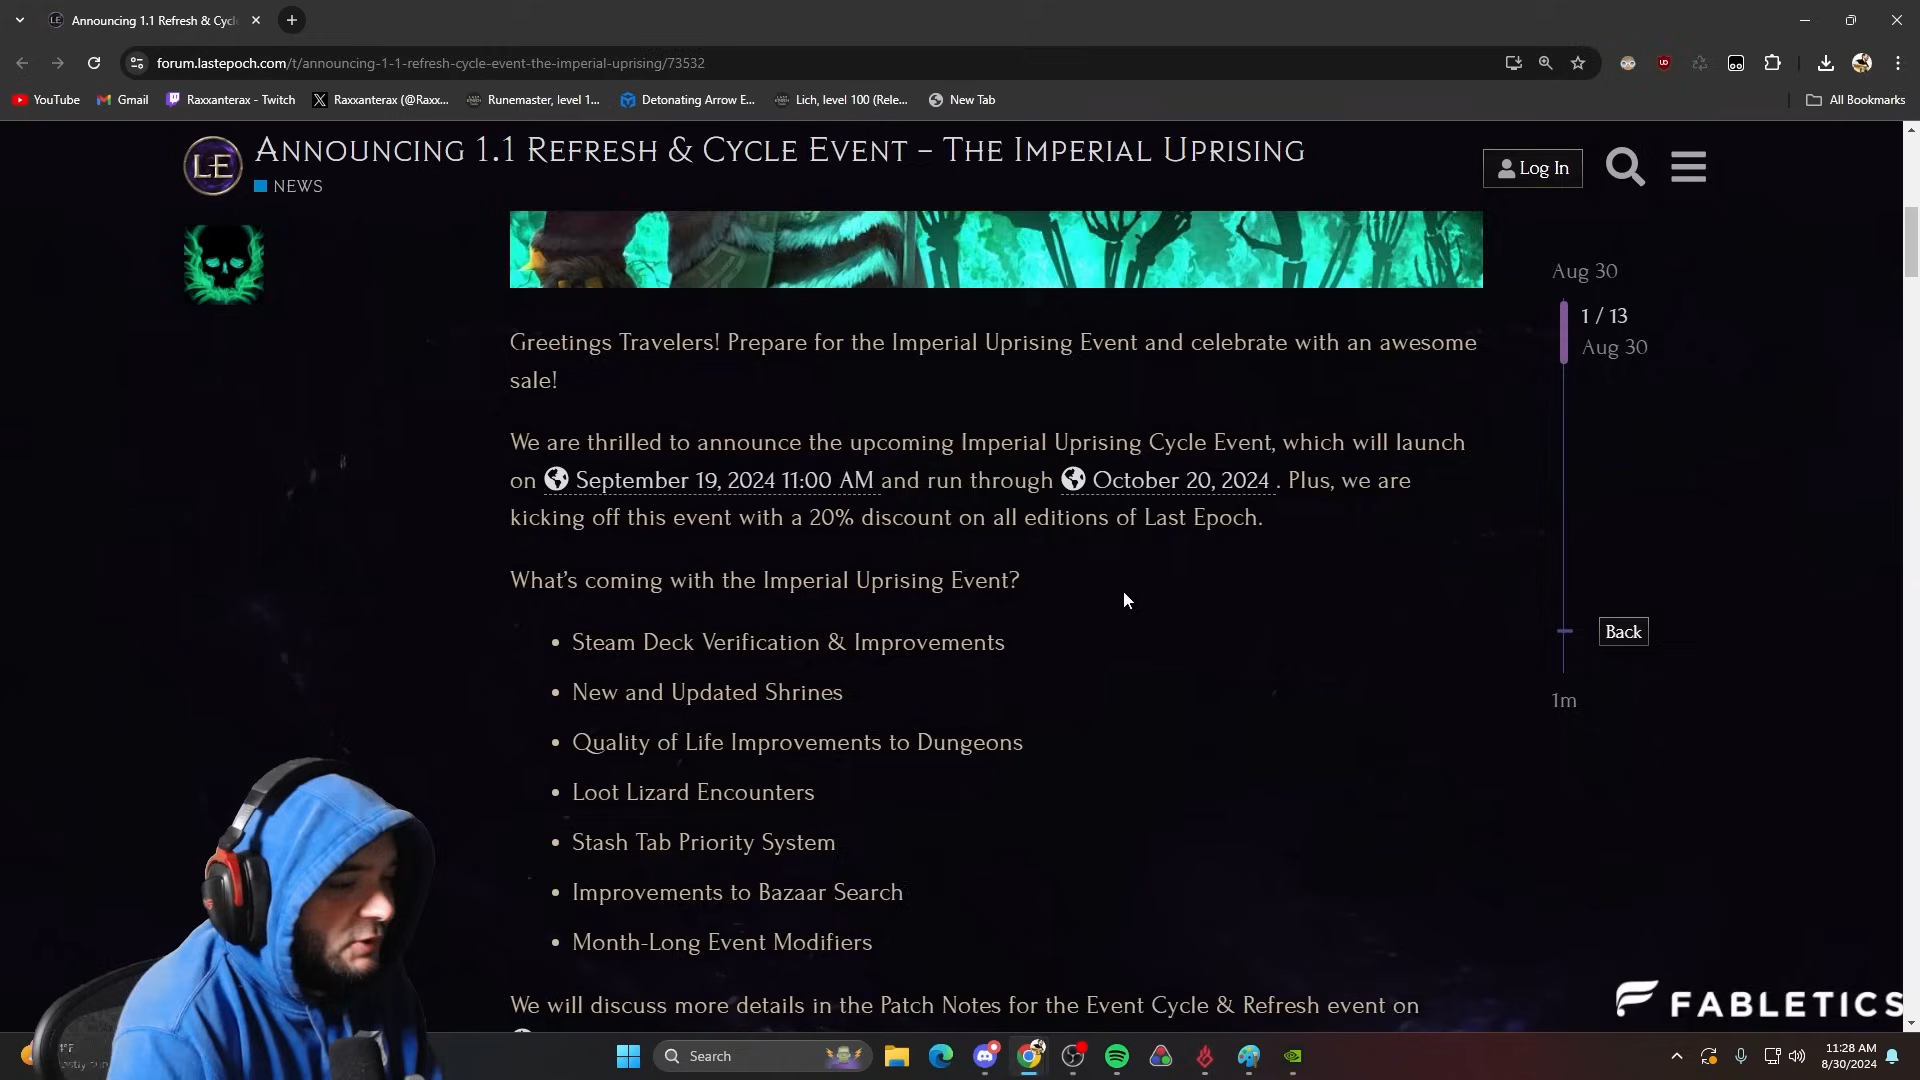 LE Announcing 1.1 Refresh & Cycl
forum.lastepoch.com/t/announcing-1-1-refresh-cycle-event-the-imperial-uprising/73532
YouTube Gmail Raxxanterax - Twitch Raxxanterax (@Raxx... Runemaster, level 1... Detonating Arrow E... Lich, level 100 (Rele... New Tab All Bookmarks
LE Announcing 1.1 Refresh & Cycle Event – The Imperial Uprising
NEWS
Log In
Greetings Travelers! Prepare for the Imperial Uprising Event and celebrate with an awesome
sale!
We are thrilled to announce the upcoming Imperial Uprising Cycle Event, which will launch
on September 19, 2024 11:00 AM and run through October 20, 2024 . Plus, we are
kicking off this event with a 20% discount on all editions of Last Epoch.
What's coming with the Imperial Uprising Event?
• Steam Deck Verification & Improvements
• New and Updated Shrines
• Quality of Life Improvements to Dungeons
• Loot Lizard Encounters
• Stash Tab Priority System
• Improvements to Bazaar Search
• Month-Long Event Modifiers
We will discuss more details in the Patch Notes for the Event Cycle & Refresh event on
Aug 30
1 / 13
Aug 30
Back
1m
FABLETICS
Search
11:28 AM
8/30/2024